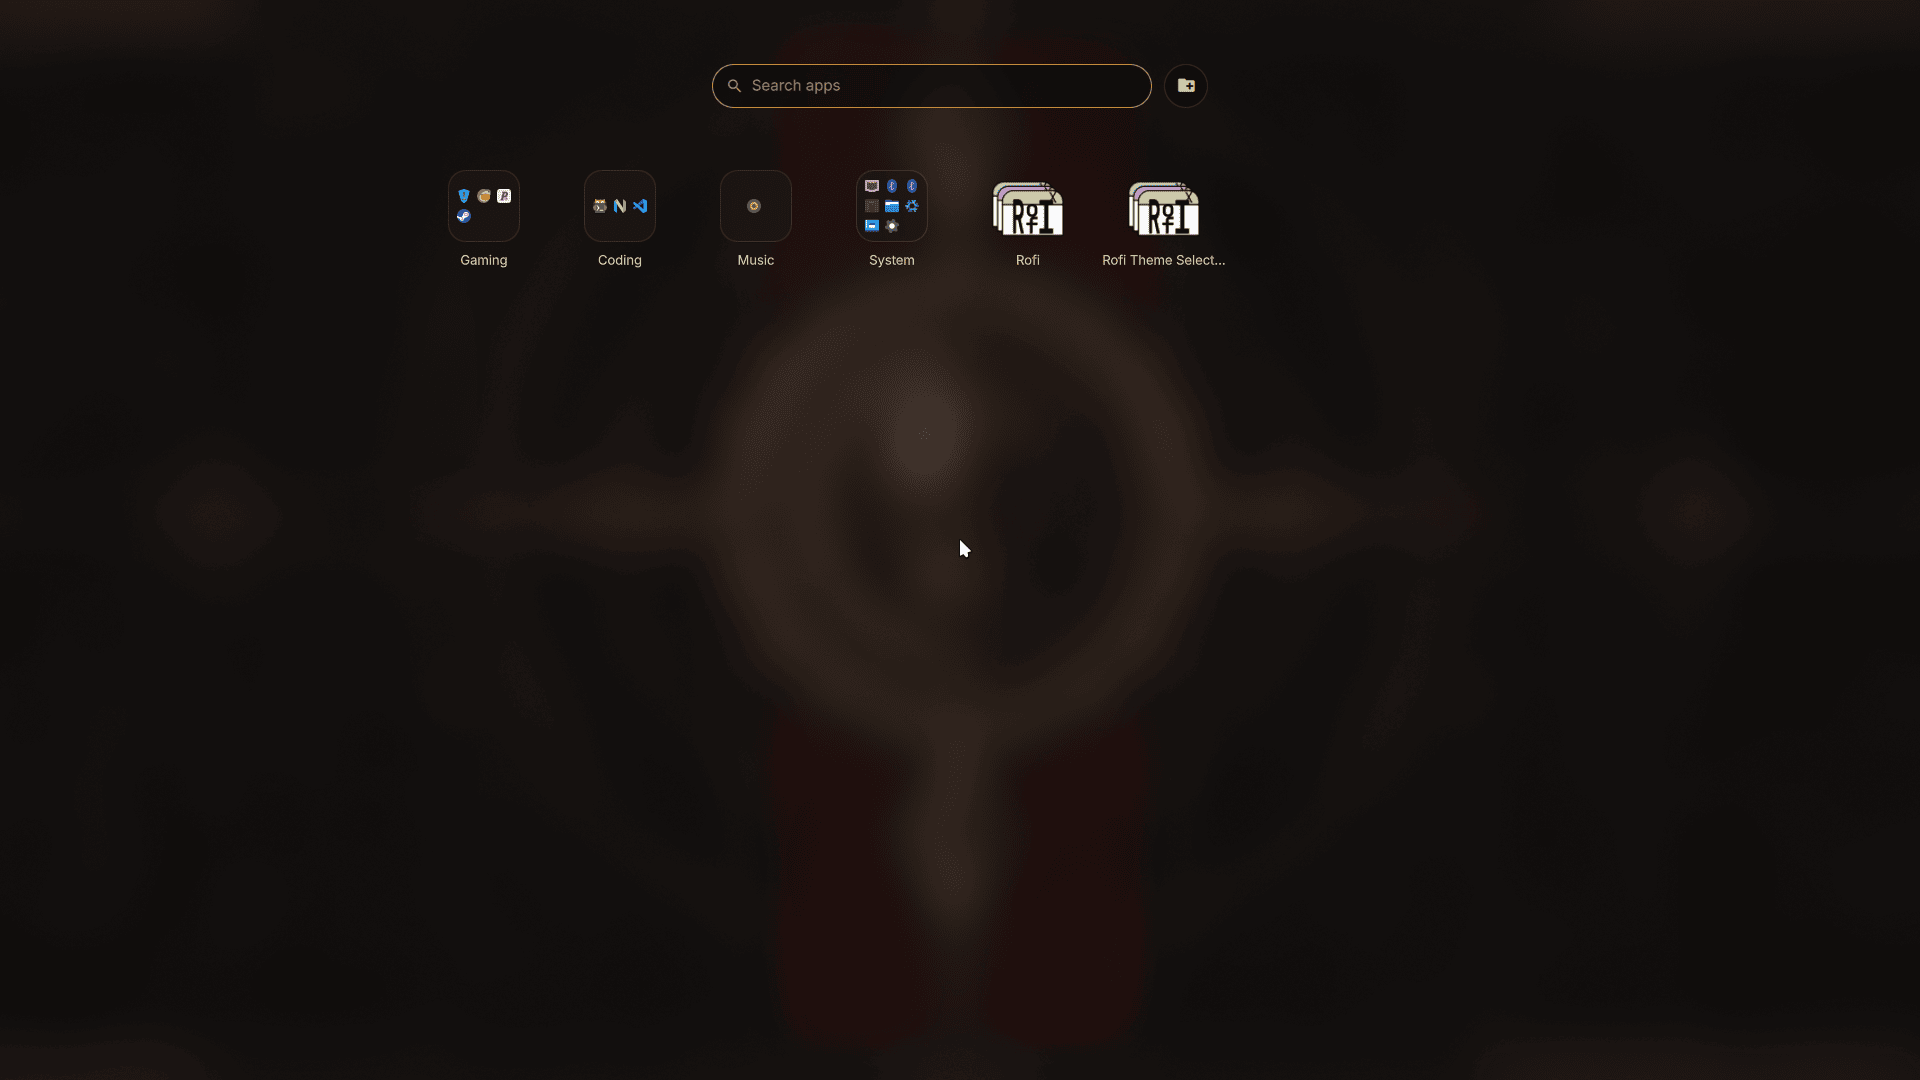 Search apps
Gaming
Coding
Music
System
Rofi
Rofi Theme Select...